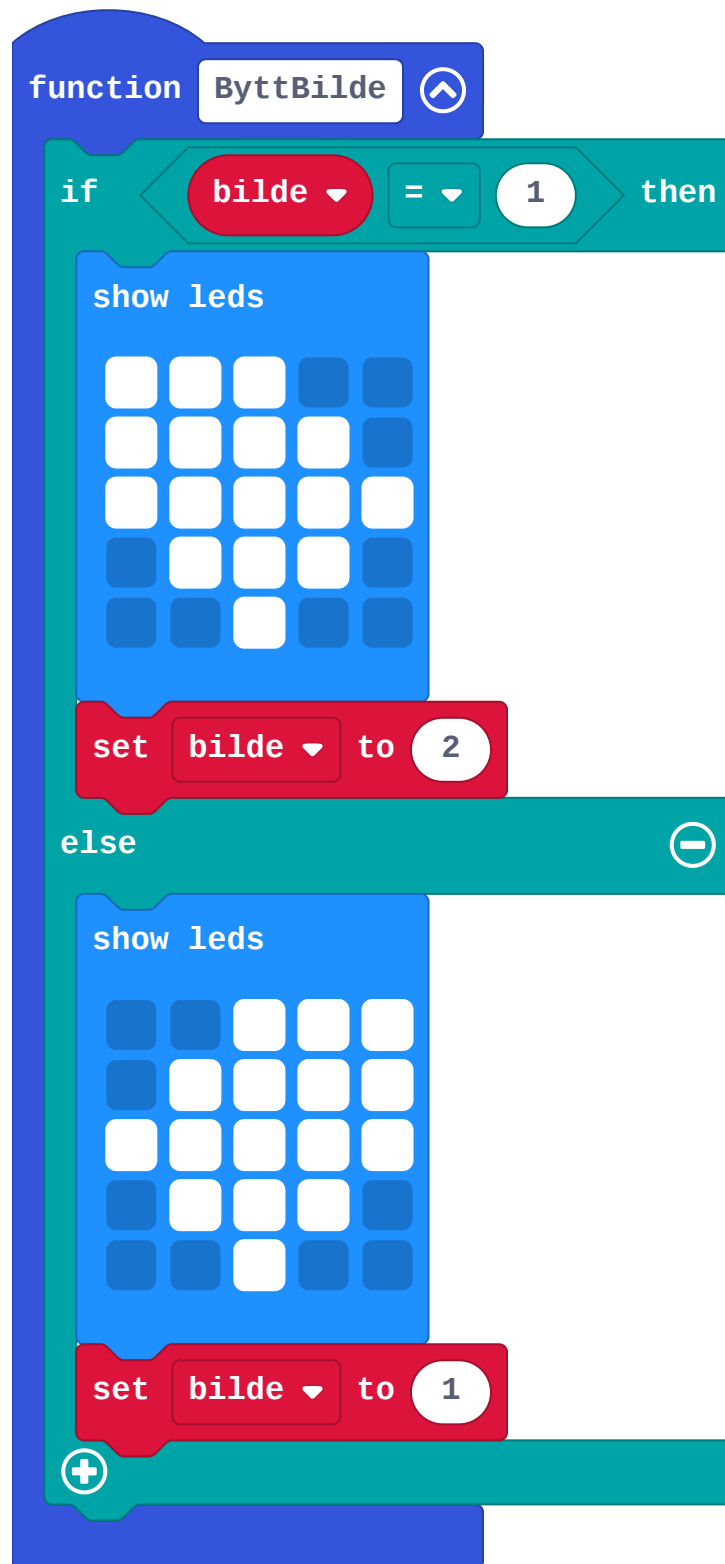 function ByttBilde
if bilde = 1 then
show leds
set bilde to 2
else
show leds
set bilde to 1